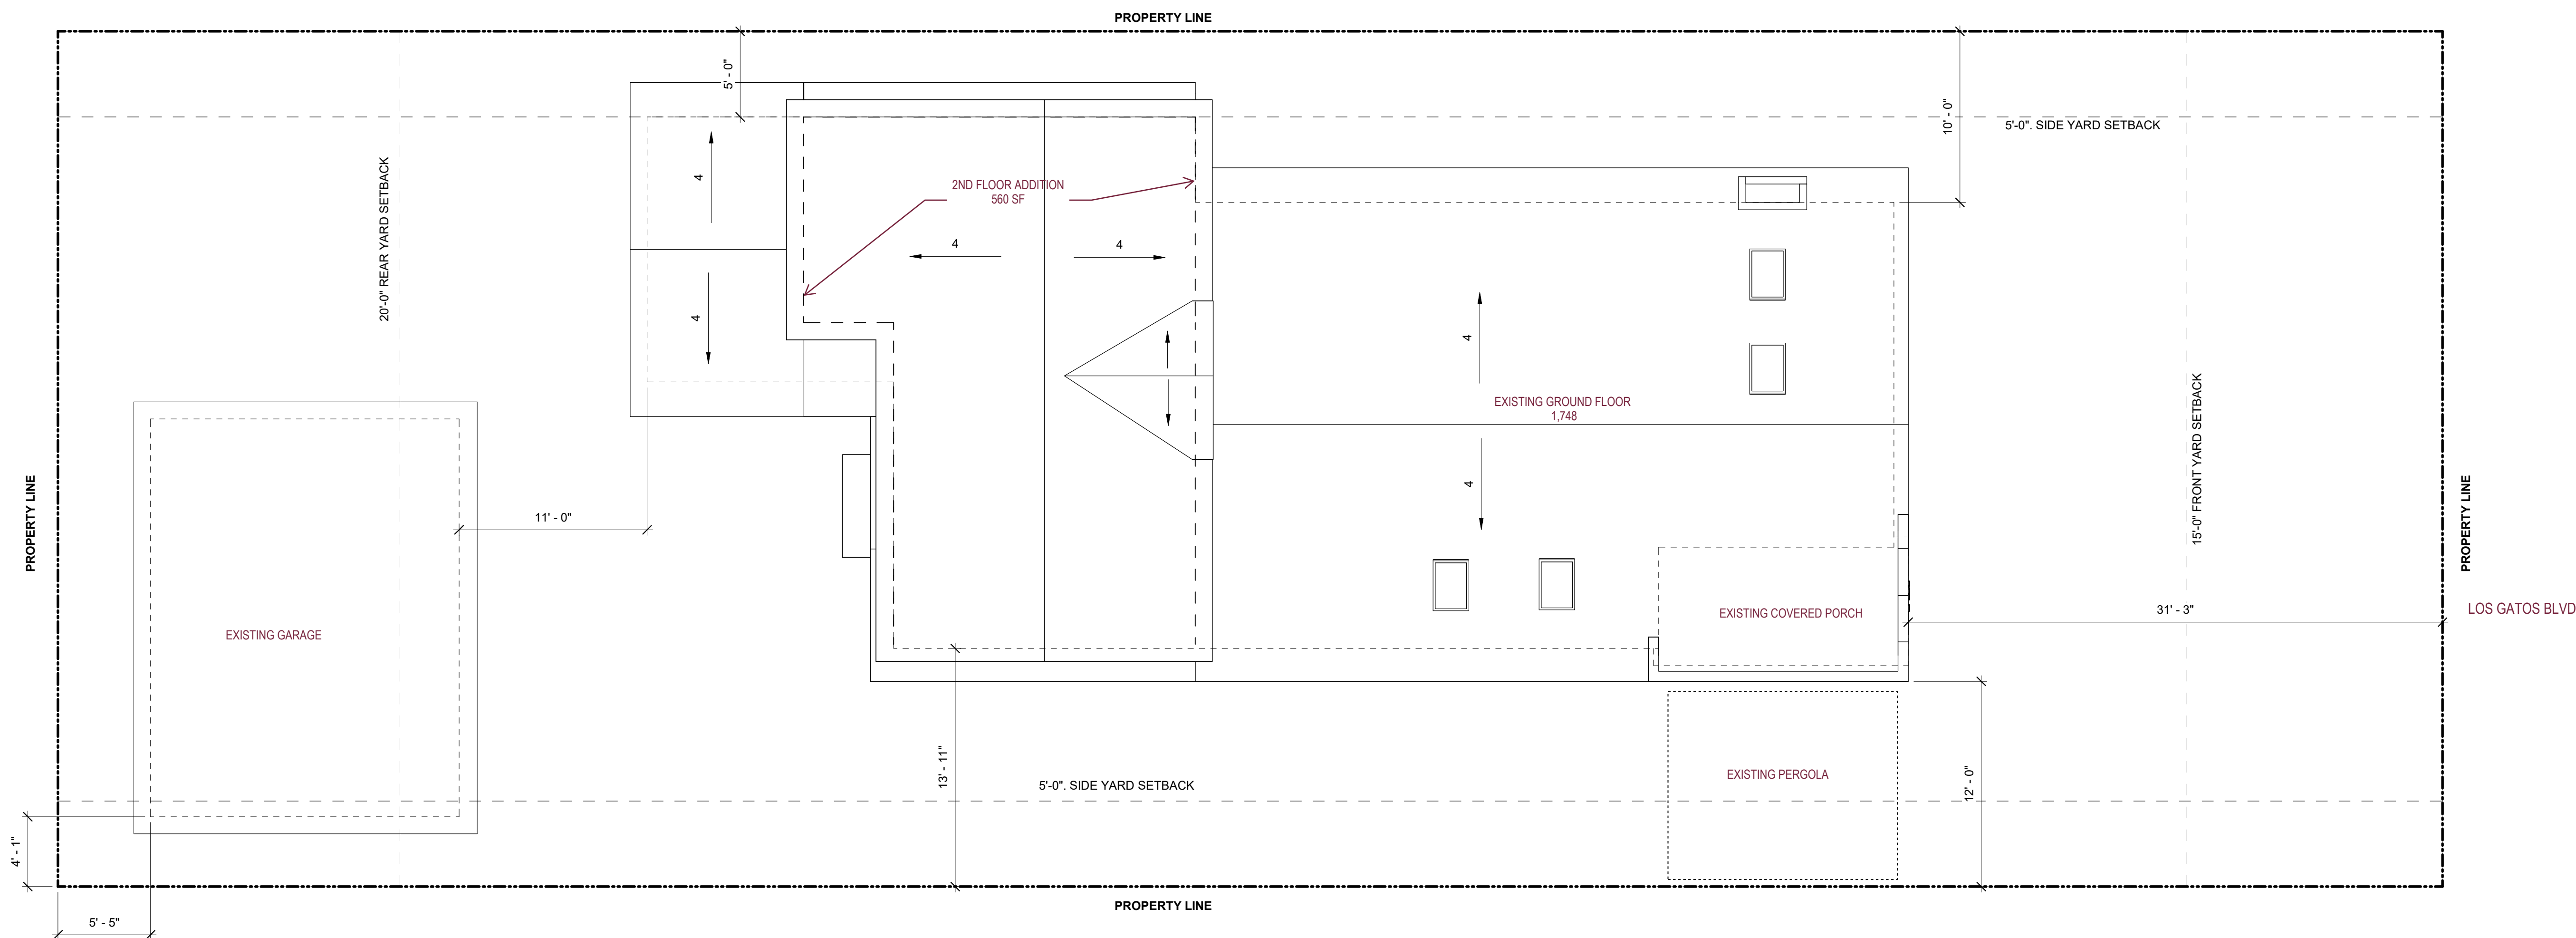 PROPERTY LINE
5' - 0"
10' - 0"
5'-0". SIDE YARD SETBACK
20'-0" REAR YARD SETBACK
4
2ND FLOOR ADDITION
560 SF
4
4
4
4
EXISTING GROUND FLOOR
1,748
15'-0" FRONT YARD SETBACK
4
PROPERTY LINE
PROPERTY LINE
11' - 0"
EXISTING GARAGE
EXISTING COVERED PORCH
31' - 3"
LOS GATOS BLVD
13' - 11"
5'-0". SIDE YARD SETBACK
EXISTING PERGOLA
12' - 0"
4' - 1"
PROPERTY LINE
5' - 5"